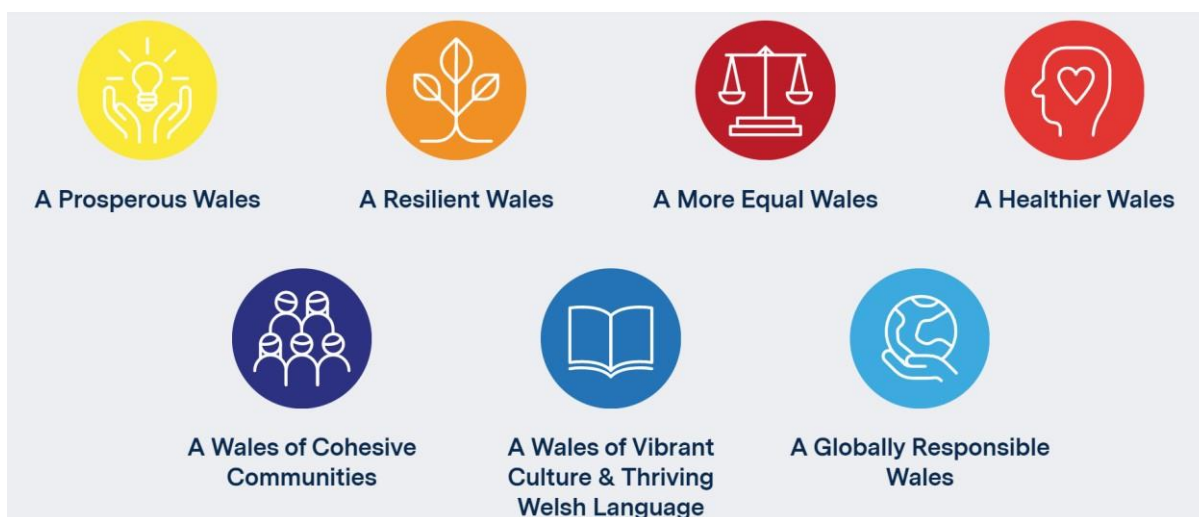 A Prosperous Wales
A Resilient Wales
A More Equal Wales
A Healthier Wales
A Wales of Cohesive
Communities
A Wales of Vibrant
Culture & Thriving
Welsh Language
A Globally Responsible
Wales